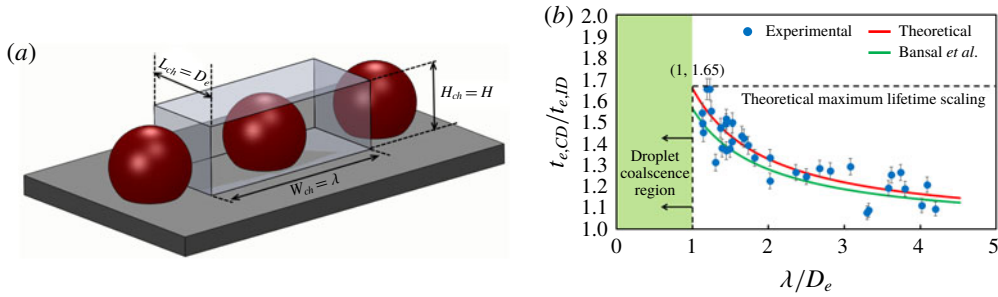 (a)
L_ch = D_e
H_ch = H
W_ch = λ
(b)
t_e,CD/t_e,ID
2.0
1.9
1.8
1.7
1.6
1.5
1.4
1.3
1.2
1.1
1.0
Experimental
Theoretical
Bansal et al.
(1, 1.65)
Theoretical maximum lifetime scaling
Droplet
coalscence
region
0
1
2
3
4
5
λ/D_e